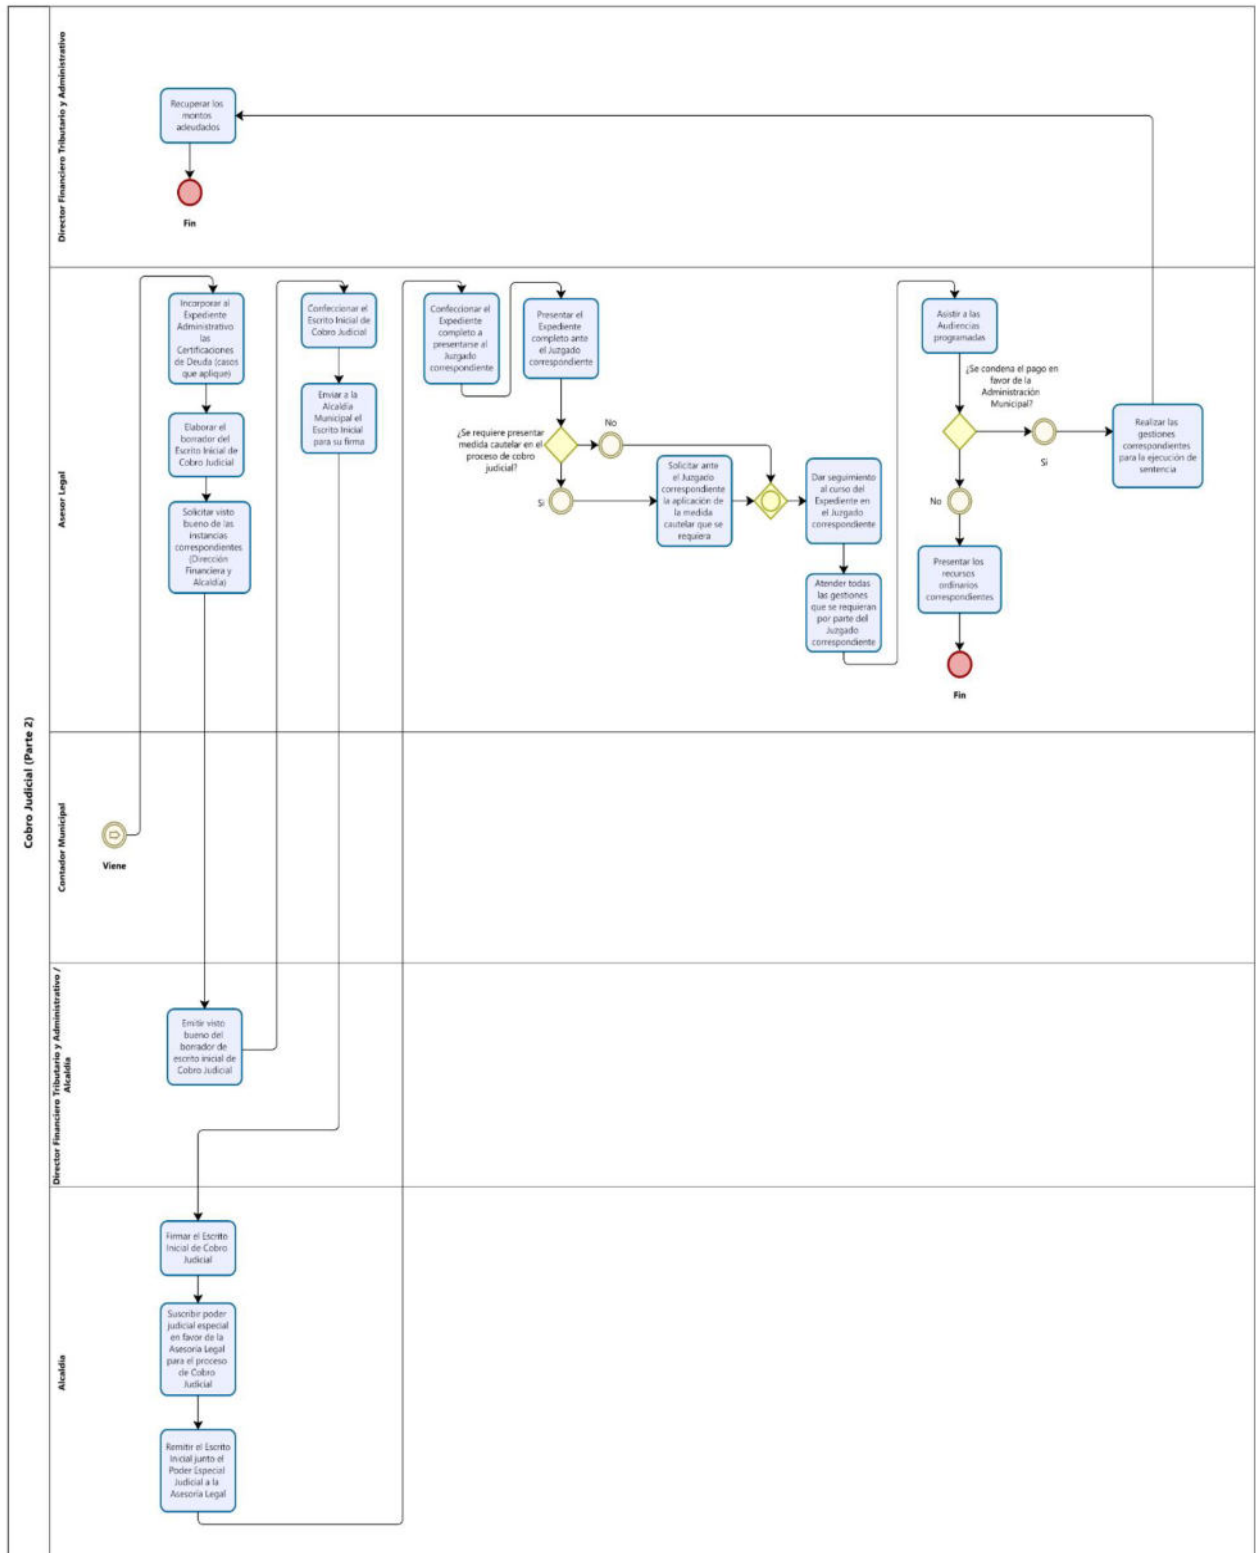 Cobro Judicial (Parte 2)
Director Financiero Tributario y Administrativo
Recuperar los
montos
adeudados
Fin
Asesor Legal
Incorporar al
Expediente
Administrativo
las
Certificaciones
de Deuda (casos
que aplique)
Elaborar el
borrador del
Escrito Inicial de
Cobro Judicial
Solicitar visto
bueno de las
instancias
correspondientes
(Dirección
Financiera y
Alcaldía)
Confeccionar el
Escrito Inicial de
Cobro Judicial
Enviar a la
Alcaldía
Municipal el
Escrito Inicial
para su firma
Confeccionar el
Expediente
completo a
presentarse al
Juzgado
correspondiente
Presentar el
Expediente
completo ante
el Juzgado
correspondiente
¿Se requiere presentar
medida cautelar en el
proceso de cobro
judicial?
No
Si
Solicitar ante
el Juzgado
correspondiente
la aplicación de
la medida
cautelar que se
requiera
Dar seguimiento
al curso del
Expediente en
el Juzgado
correspondiente
Atender todas
las gestiones
que se requieran
por parte del
Juzgado
correspondiente
Asistir a las
Audiencias
programadas
¿Se condena el pago en
favor de la
Administración
Municipal?
Si
No
Realizar las
gestiones
correspondientes
para la ejecución de
sentencia
Presentar los
recursos
ordinarios
correspondientes
Fin
Contador Municipal
Viene
Director Financiero Tributario y Administrativo /
Alcaldía
Emitir visto
bueno del
borrador de
escrito inicial de
Cobro Judicial
Alcaldía
Firmar el Escrito
Inicial de Cobro
Judicial
Suscribir poder
judicial especial
en favor de la
Asesoría Legal
para el proceso
de Cobro
Judicial
Remitir el Escrito
Inicial junto el
Poder Especial
Judicial a la
Asesoría Legal